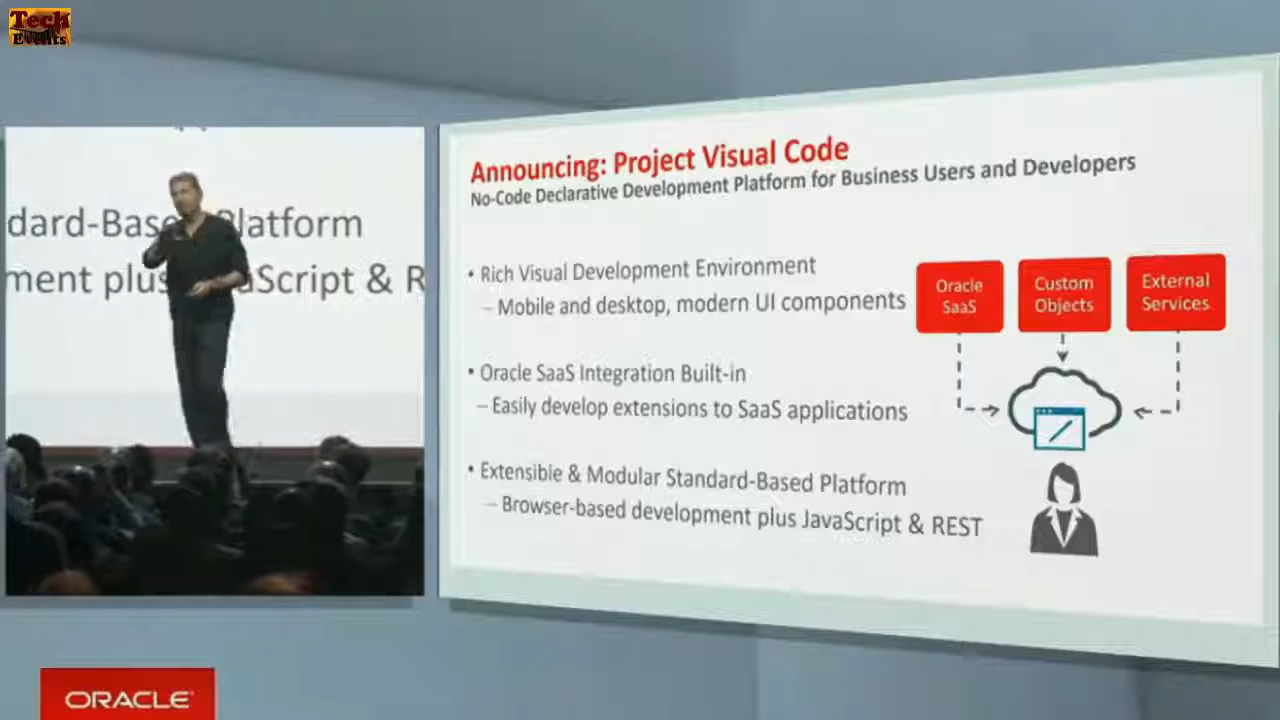 Tech
Events
dard-Base Platform
ment plus aScript & R
Announcing: Project Visual Code
No-Code Declarative Development Platform for Business Users and Developers
• Rich Visual Development Environment
– Mobile and desktop, modern UI components
• Oracle SaaS Integration Built-in
– Easily develop extensions to SaaS applications
• Extensible & Modular Standard-Based Platform
– Browser-based development plus JavaScript & REST
Oracle
SaaS
Custom
Objects
External
Services
ORACLE